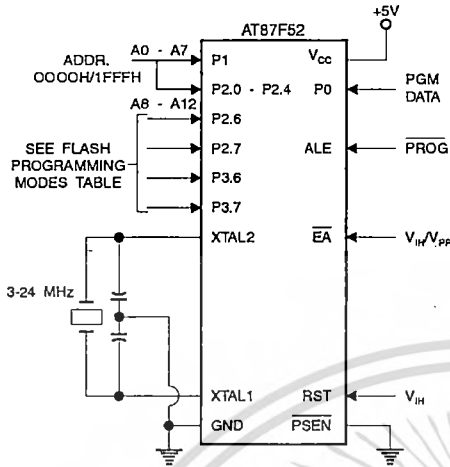 +5V
AT87F52
A0 - A7
ADDR.
0000H/1FFFH
P1
VCC
P2.0 - P2.4
P0
PGM
DATA
A8 - A12
P2.6
SEE FLASH
PROGRAMMING
MODES TABLE
P2.7
ALE
PROG
P3.6
P3.7
XTAL2
EA
VIH/VPP
3-24 MHz
XTAL1
RST
VIH
GND
PSEN